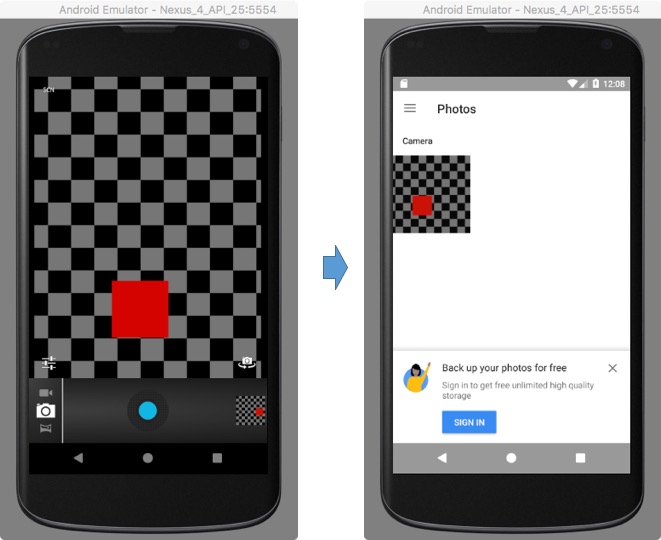 Android Emulator - Nexus_4_API_25:5554
SCN
Android Emulator - Nexus_4_API_25:5554
12:08
Photos
Camera
Back up your photos for free
Sign in to get free unlimited high quality
storage
SIGN IN